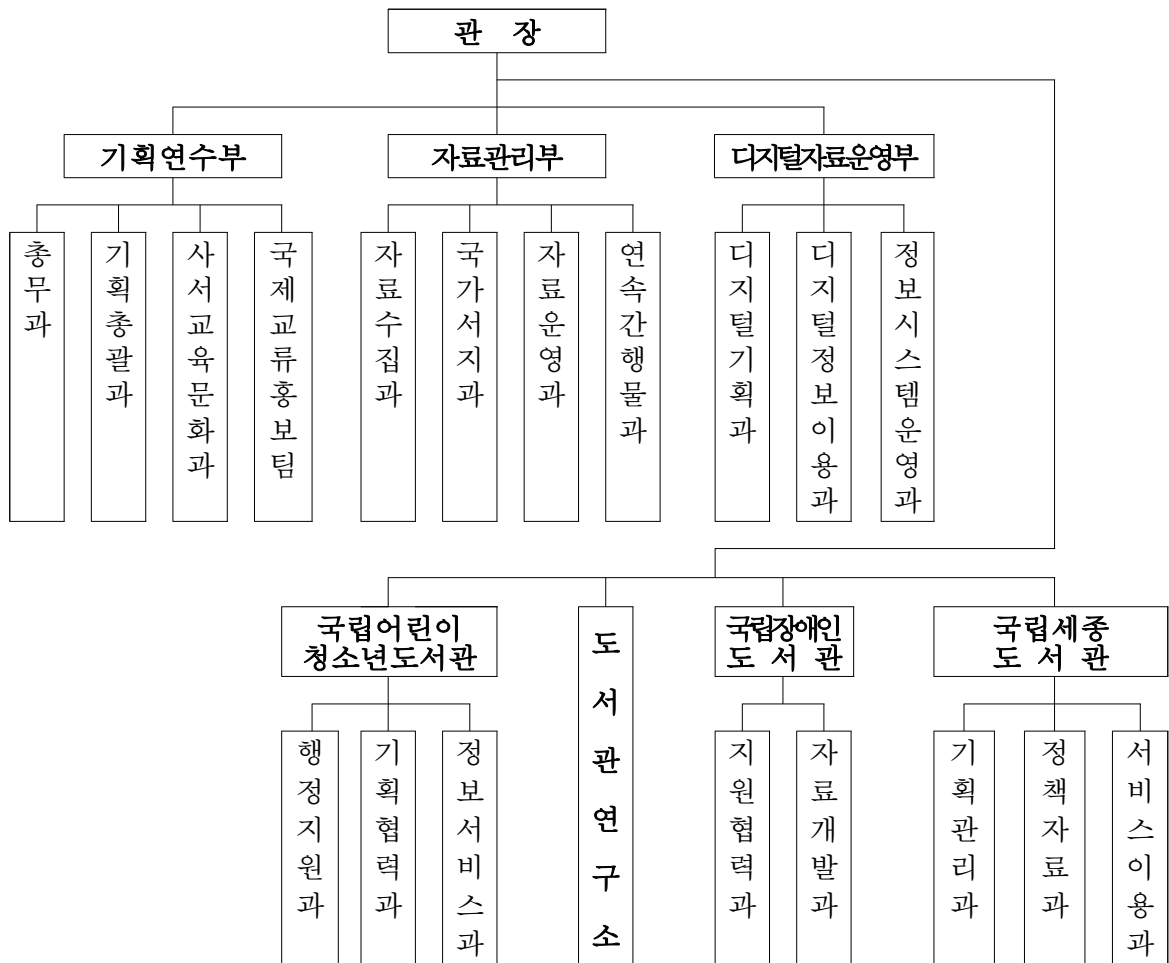 관 장
기획연수부
자료관리부
디지털자료운영부
총무과
기획총괄과
사서교육문화과
국제교류홍보팀
자료수집과
국가서지과
자료운영과
연속간행물과
디지털기획과
디지털정보이용과
정보시스템운영과
국립어린이
청소년도서관
도서관연구소
국립장애인
도 서 관
국립세종
도 서 관
행정지원과
기획협력과
정보서비스과
지원협력과
자료개발과
기획관리과
정책자료과
서비스이용과